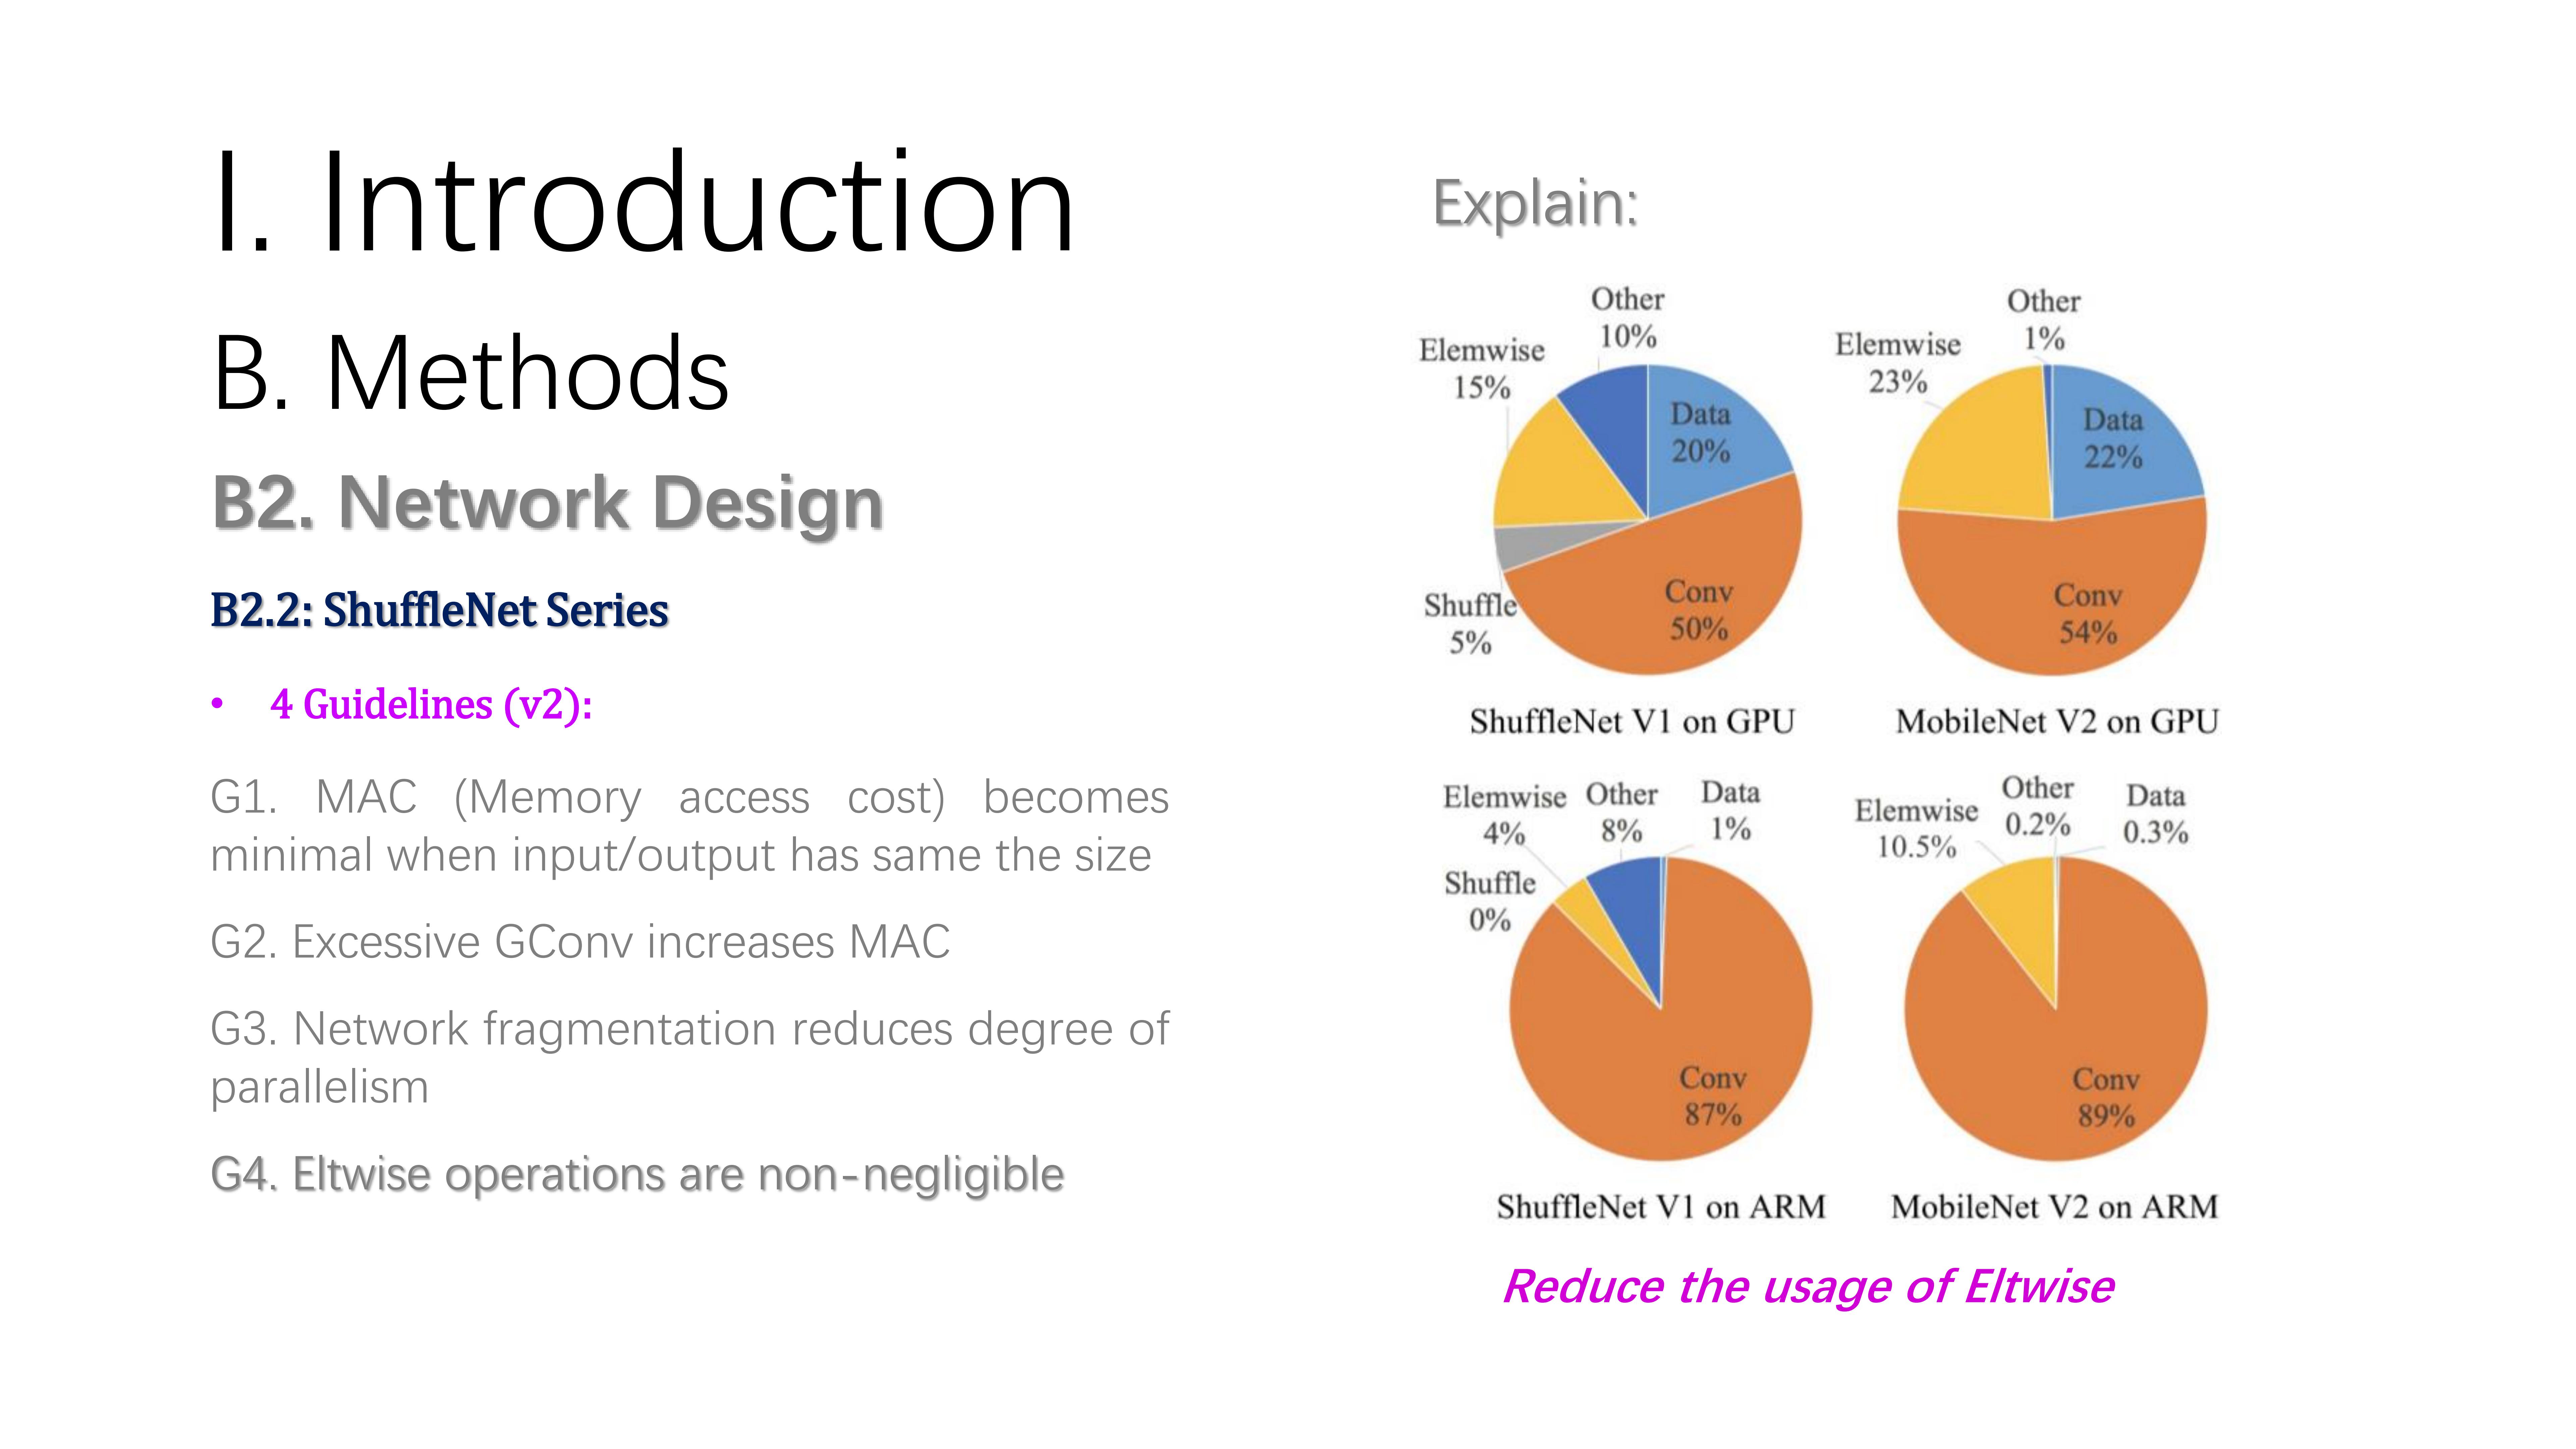 I. Introduction
B. Methods
B2. Network Design
B2.2: ShuffleNet Series
• 4 Guidelines (v2):
G1. MAC (Memory access cost) becomes
minimal when input/output has same the size
G2. Excessive GConv increases MAC
G3. Network fragmentation reduces degree of
parallelism
G4. Eltwise operations are non-negligible
Explain:
Other
10%
Elemwise
15%
Data
20%
Shuffle
5%
Conv
50%
ShuffleNet V1 on GPU
Other
1%
Elemwise
23%
Data
22%
Conv
54%
MobileNet V2 on GPU
Elemwise
4%
Other
8%
Data
1%
Shuffle
0%
Conv
87%
ShuffleNet V1 on ARM
Elemwise
10.5%
Other
0.2%
Data
0.3%
Conv
89%
MobileNet V2 on ARM
Reduce the usage of Eltwise